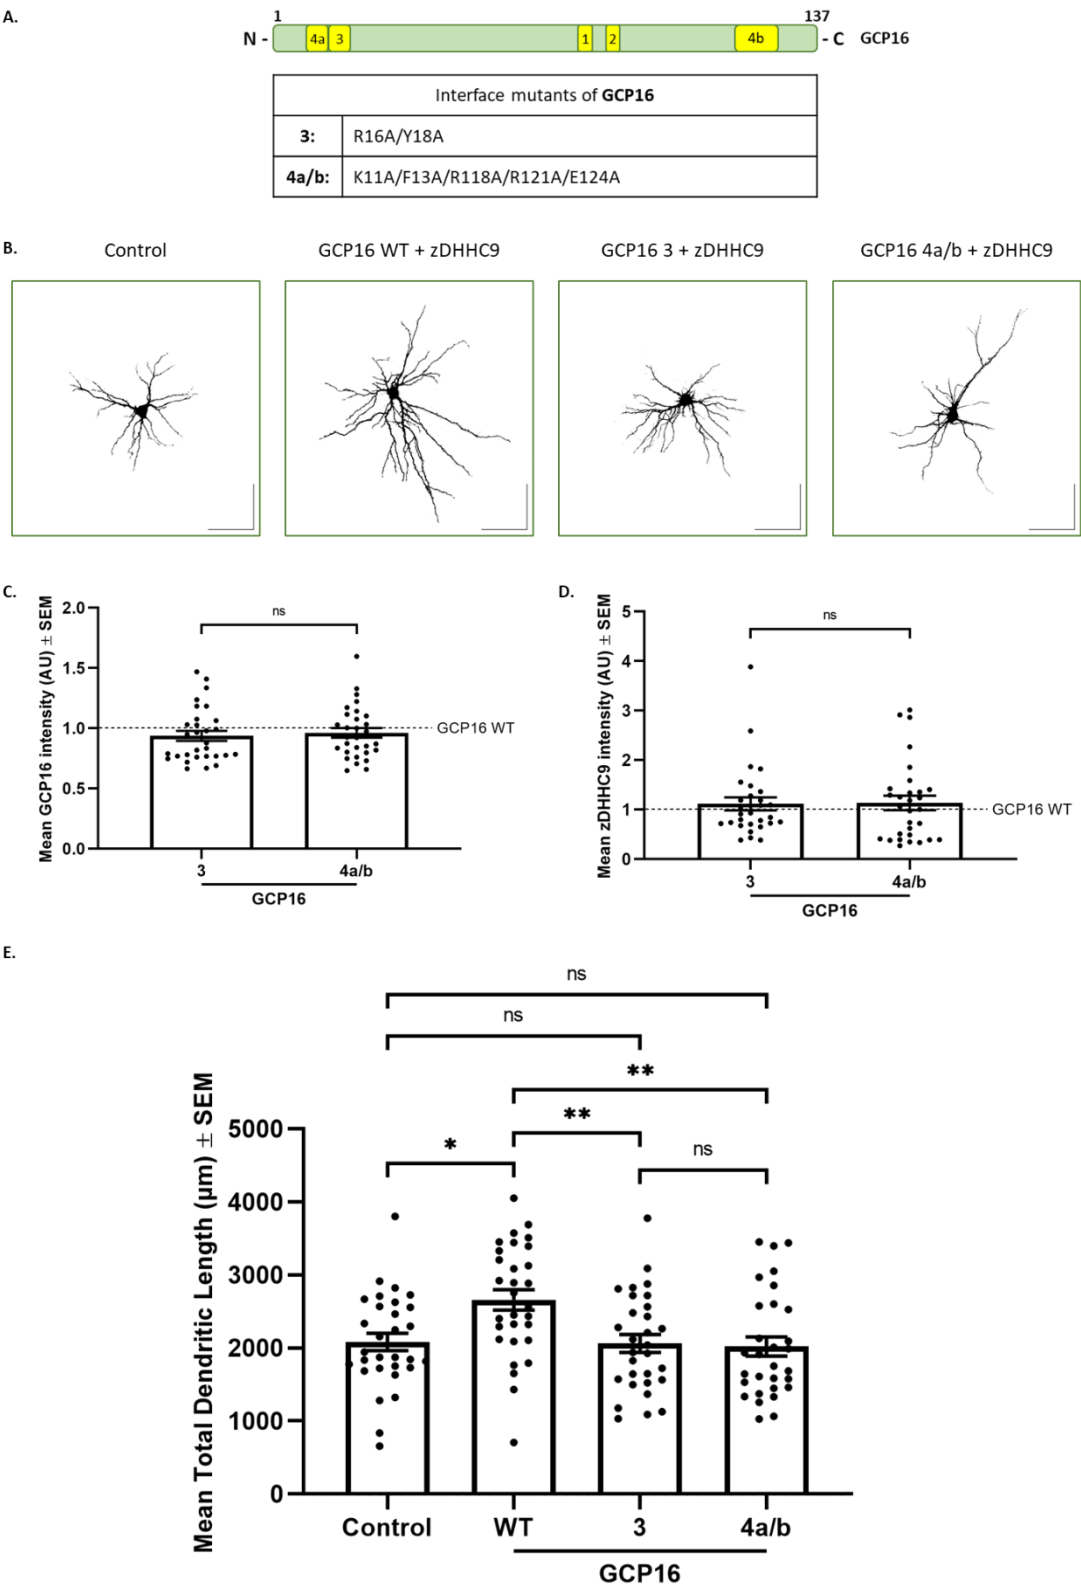 A.
1 137
N - 4a 3 1 2 4b - C GCP16
Interface mutants of GCP16
3: R16A/Y18A
4a/b: K11A/F13A/R118A/R121A/E124A
B.
Control GCP16 WT + zDHHC9 GCP16 3 + zDHHC9 GCP16 4a/b + zDHHC9
C.
Mean GCP16 intensity (AU) ± SEM
2.0
1.5
1.0
0.5
0.0
ns
GCP16 WT
3 4a/b
GCP16
D.
Mean zDHHC9 intensity (AU) ± SEM
5
4
3
2
1
0
ns
GCP16 WT
3 4a/b
GCP16
E.
Mean Total Dendritic Length (µm) ± SEM
5000
4000
3000
2000
1000
0
ns
ns
**
**
*
ns
Control WT 3 4a/b
GCP16